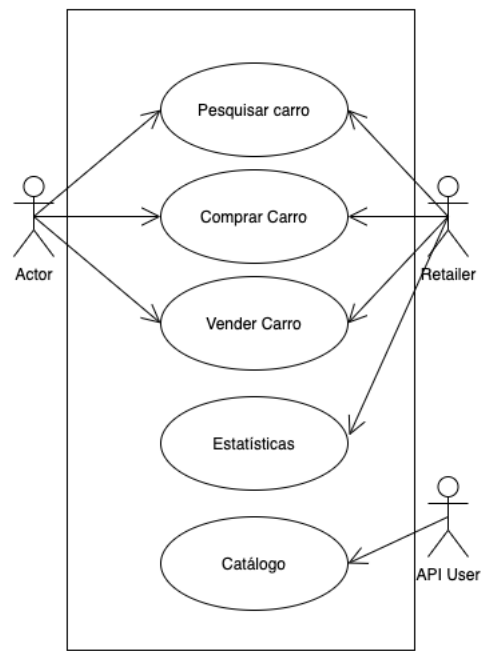 Pesquisar carro
Comprar Carro
Actor
Retailer
Vender Carro
Estatísticas
Catálogo
API User